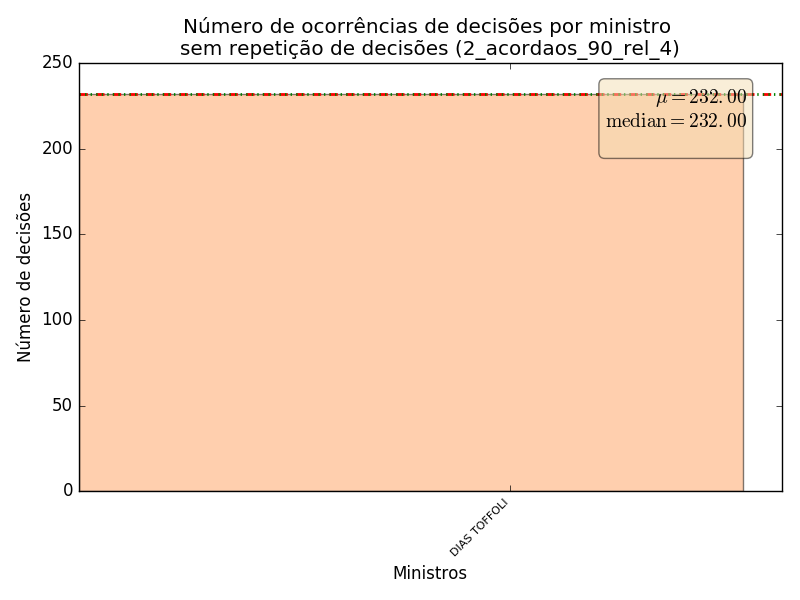 Número de ocorrências de decisões por ministro
sem repetição de decisões (2_acordaos_90_rel_4)
250
200
150
100
50
0
Número de decisões
μ = 232.00
median = 232.00
DIAS TOFFOLI
Ministros